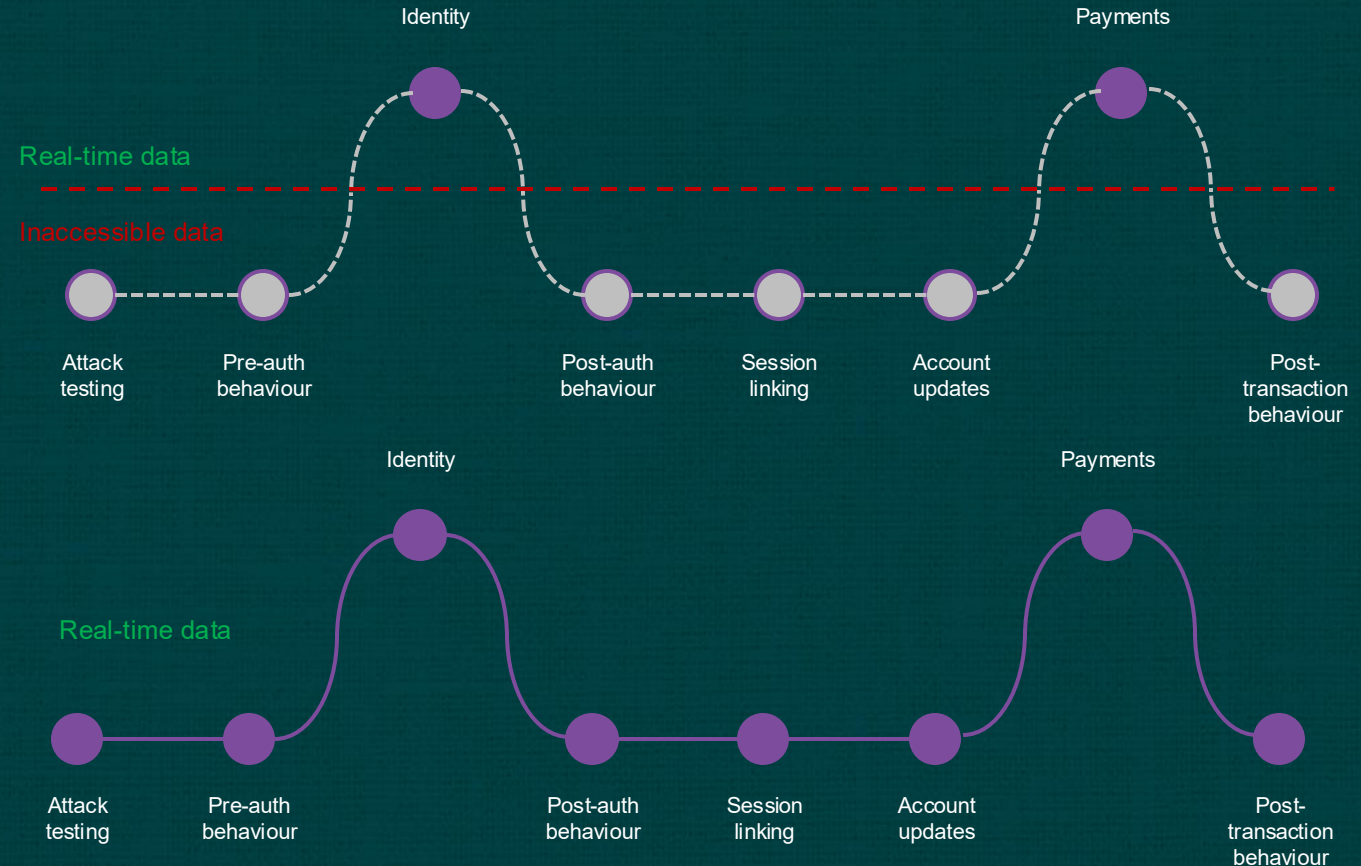 Identity
Payments
Real-time data
Inaccessible data
Attack
testing
Pre-auth
behaviour
Post-auth
behaviour
Session
linking
Account
updates
Post-
transaction
behaviour
Identity
Payments
Real-time data
Attack
testing
Pre-auth
behaviour
Post-auth
behaviour
Session
linking
Account
updates
Post-
transaction
behaviour